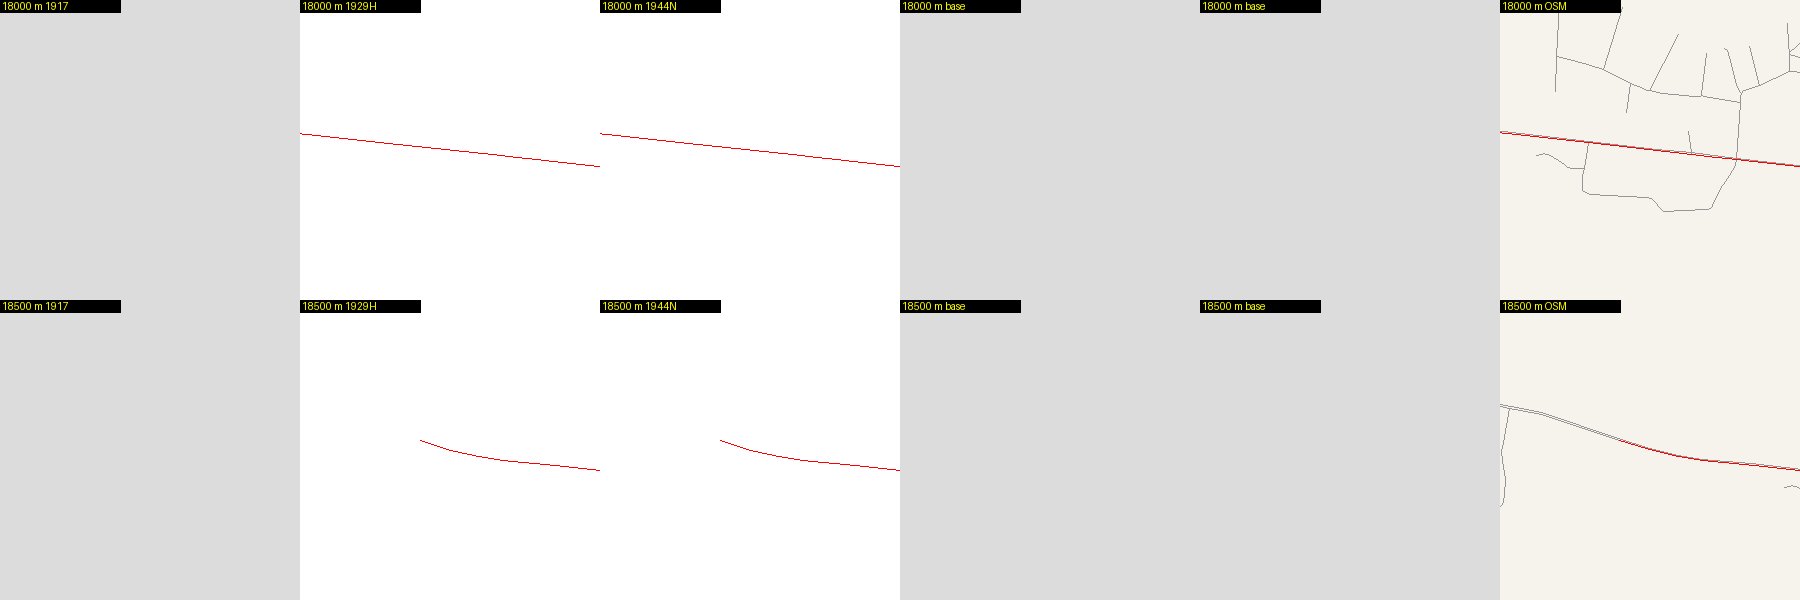 18000 m 1917
18000 m 1929H
18000 m 1944N
18000 m base
18000 m base
18000 m OSM
18500 m 1917
18500 m 1929H
18500 m 1944N
18500 m base
18500 m base
18500 m OSM